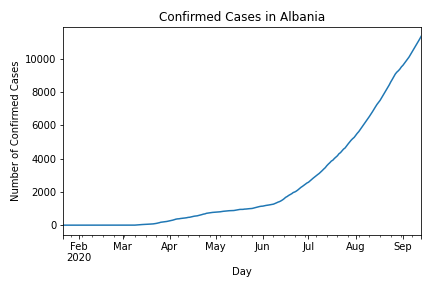 Confirmed Cases in Albania
Number of Confirmed Cases
10000
8000
6000
4000
2000
0
Feb Mar Apr May Jun Jul Aug Sep
2020
Day